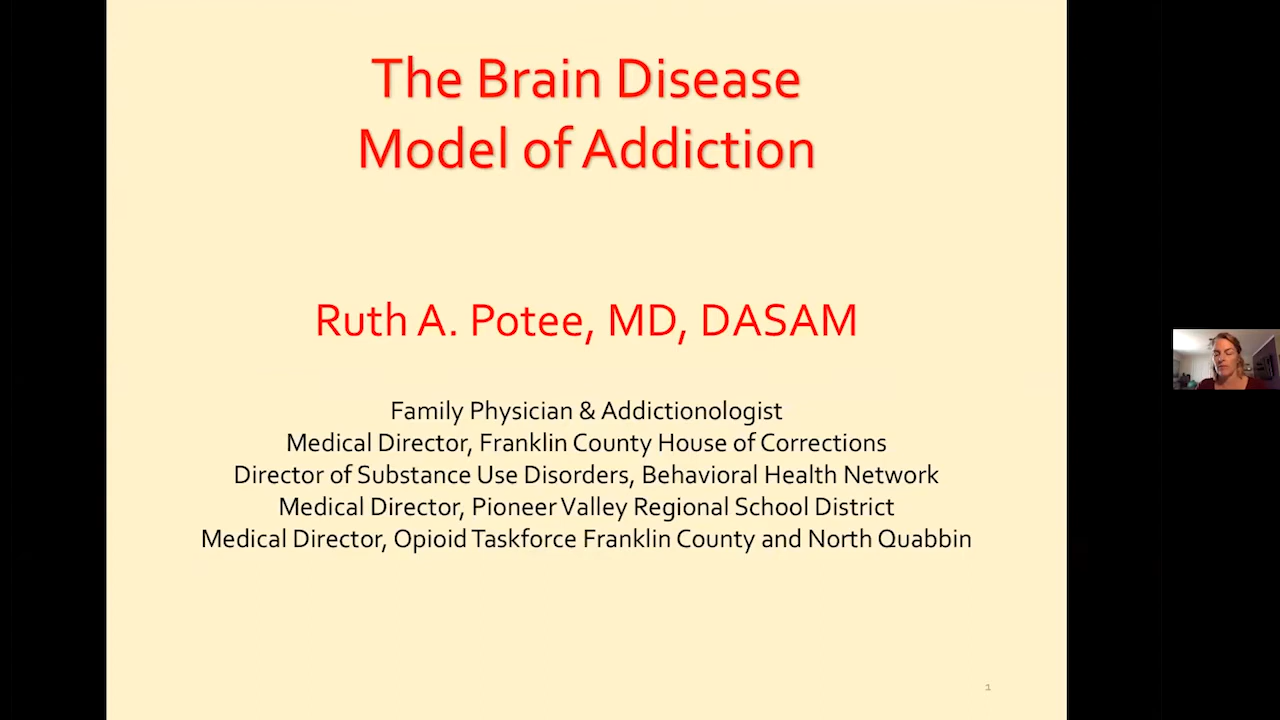 The Brain Disease
Model of Addiction
Ruth A. Potee, MD, DASAM
Family Physician & Addictionologist
Medical Director, Franklin County House of Corrections
Director of Substance Use Disorders, Behavioral Health Network
Medical Director, Pioneer Valley Regional School District
Medical Director, Opioid Taskforce Franklin County and North Quabbin
1